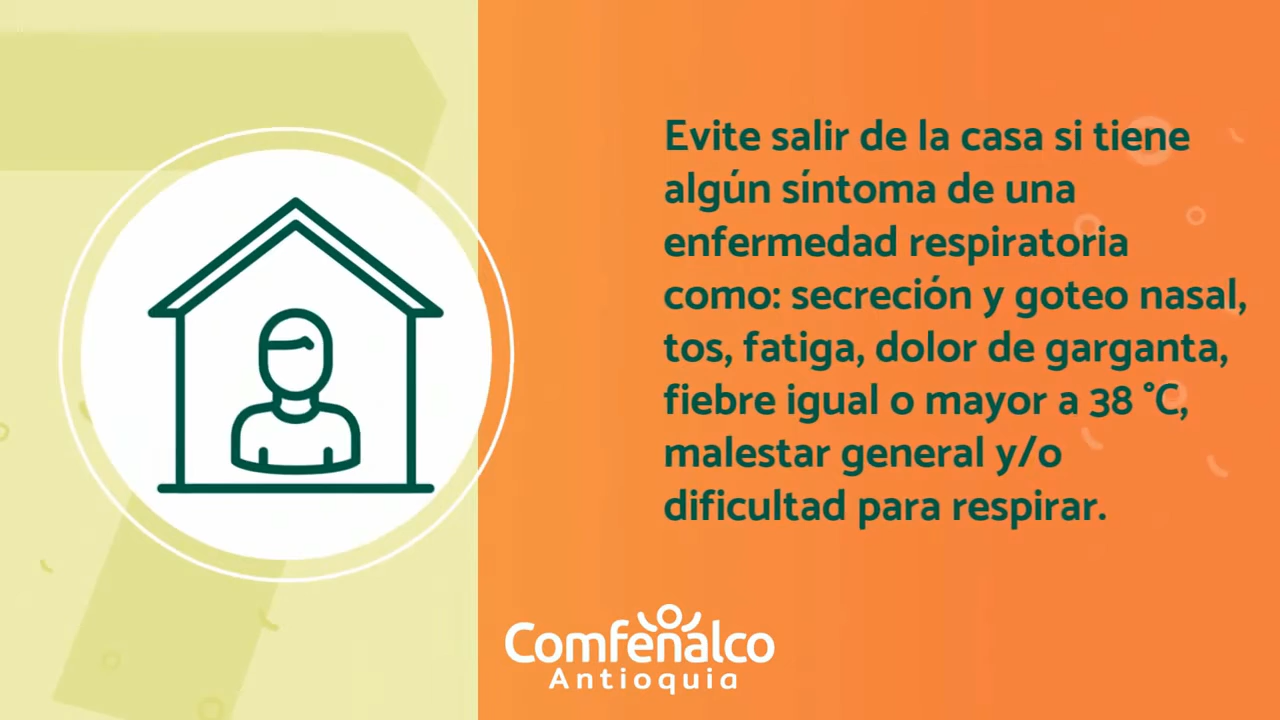 Evite salir de la casa si tiene
algún síntoma de una
enfermedad respiratoria
como: secreción y goteo nasal,
tos, fatiga, dolor de garganta,
fiebre igual o mayor a 38 °C,
malestar general y/o
dificultad para respirar.
Comfenalco
Antioquia